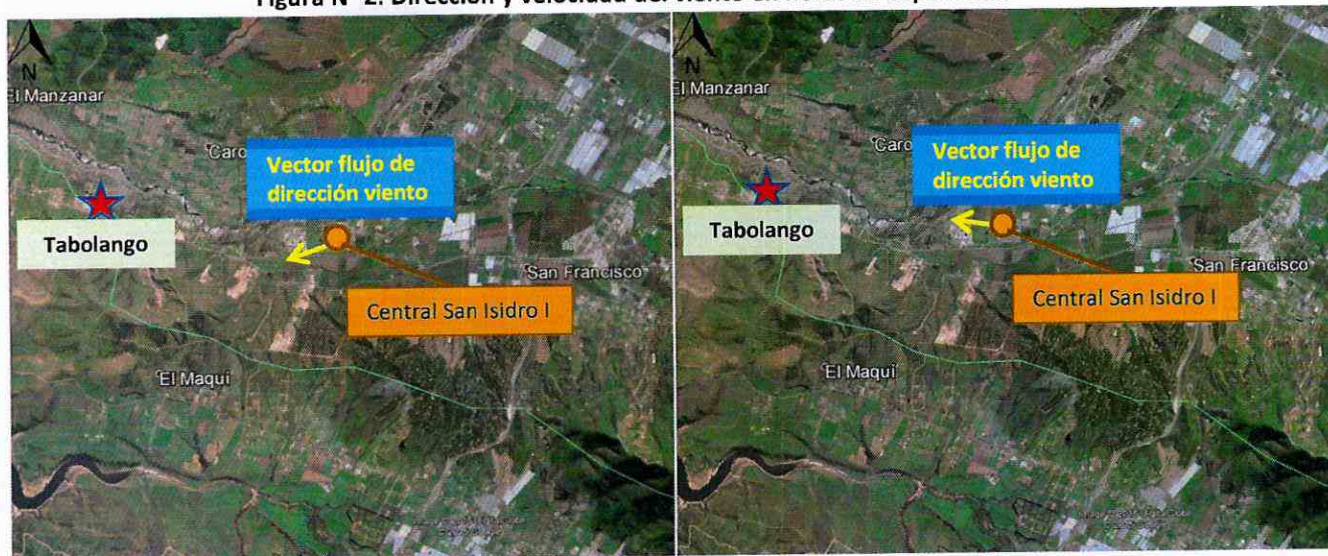 Figura N° 2. Dirección y velocidad del viento en
N
El Manzanar
Caro
Vector flujo de
dirección viento
Tabolango
San Francisco
Central San Isidro I
El Maqui
N
El Manzanar
Caro
Vector flujo de
dirección viento
Tabolango
San Francisco
Central San Isidro I
El Maqui